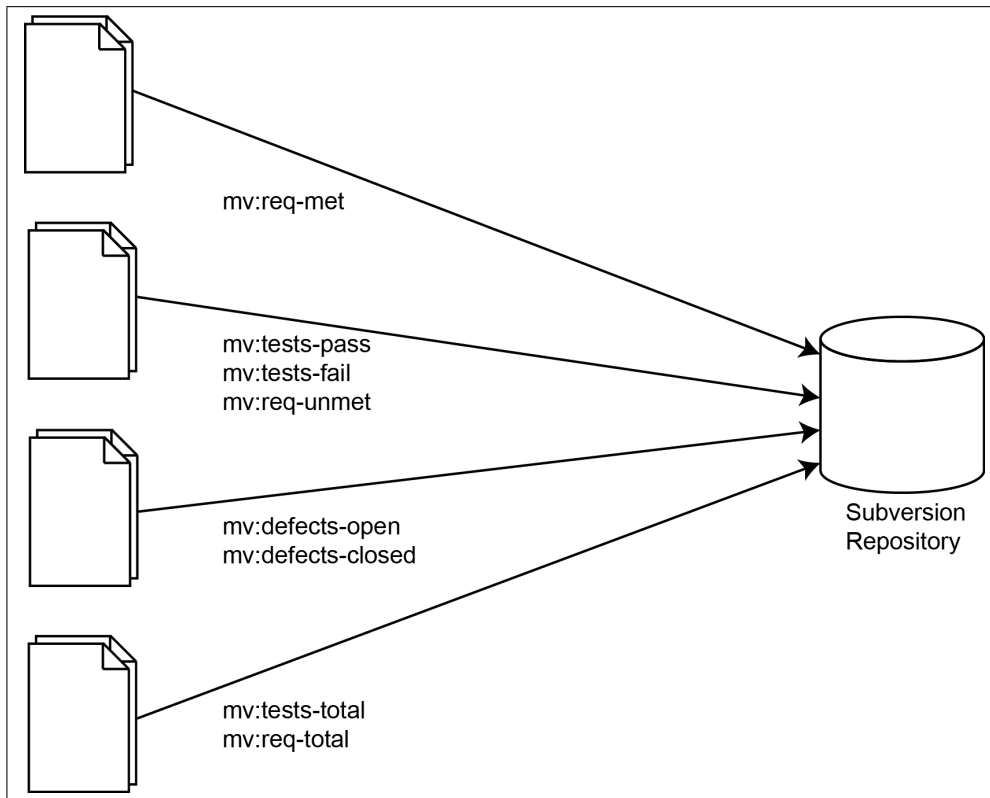 mv:req-met
mv:tests-pass
mv:tests-fail
mv:req-unmet
mv:defects-open
mv:defects-closed
Subversion
Repository
mv:tests-total
mv:req-total